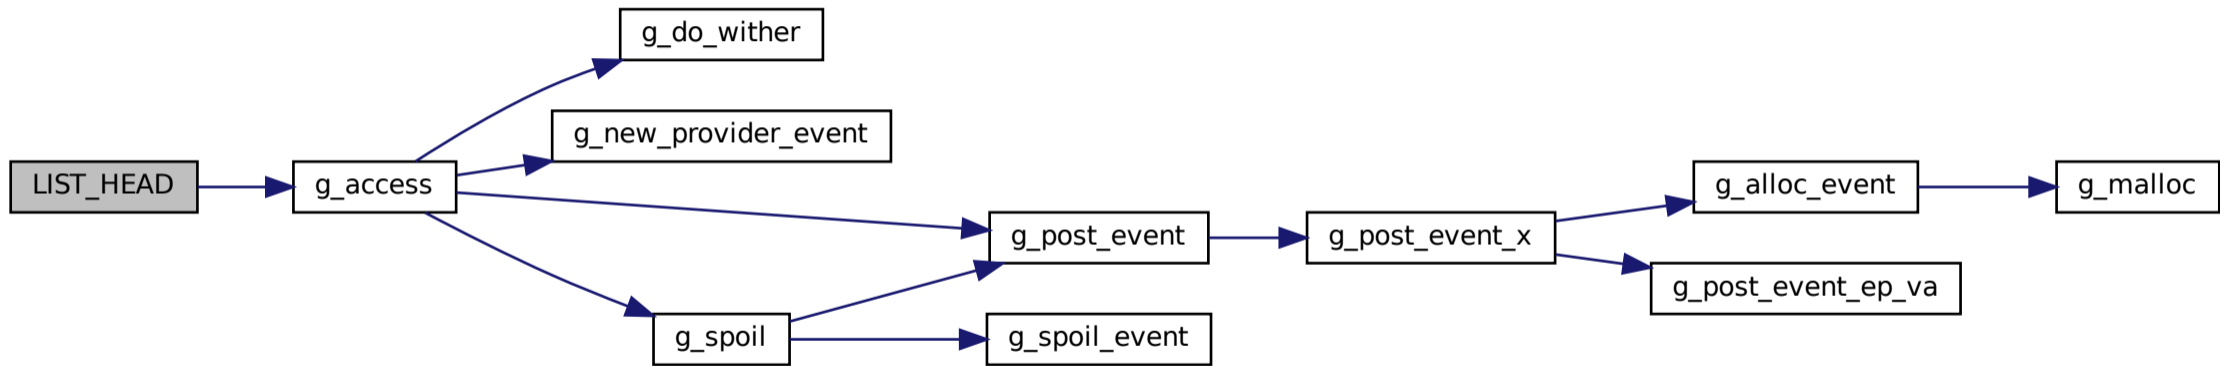 g_do_wither
g_new_provider_event
LIST_HEAD
g_access
g_alloc_event
g_malloc
g_post_event
g_post_event_x
g_post_event_ep_va
g_spoil
g_spoil_event